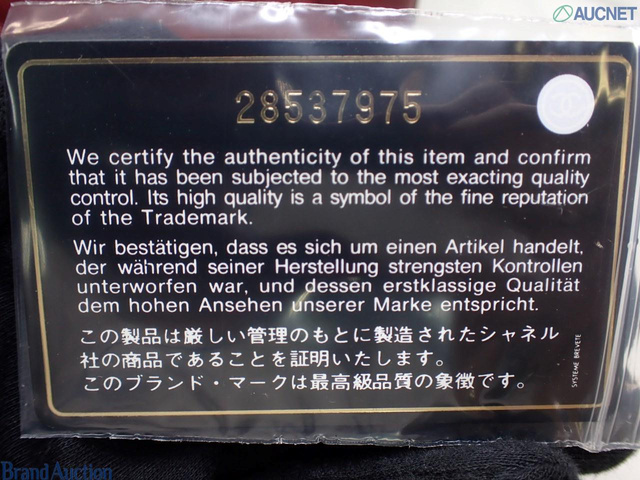 AUCNET
28537975
We certify the authenticity of this item and confirm
that it has been subjected to the most exacting quality
control. Its high quality is a symbol of the fine reputation
of the Trademark.
Wir bestätigen, dass es sich um einen Artikel handelt,
der während seiner Herstellung strengsten Kontrollen
unterworfen war, und dessen erstklassige Qualität
dem hohen Ansehen unserer Marke entspricht.
この製品は厳しい管理のもとに製造されたシャネル
社の商品であることを証明いたします。
このブランド・マークは最高級品質の象徴です。
SYSTEME BREVETE
Brand Auction